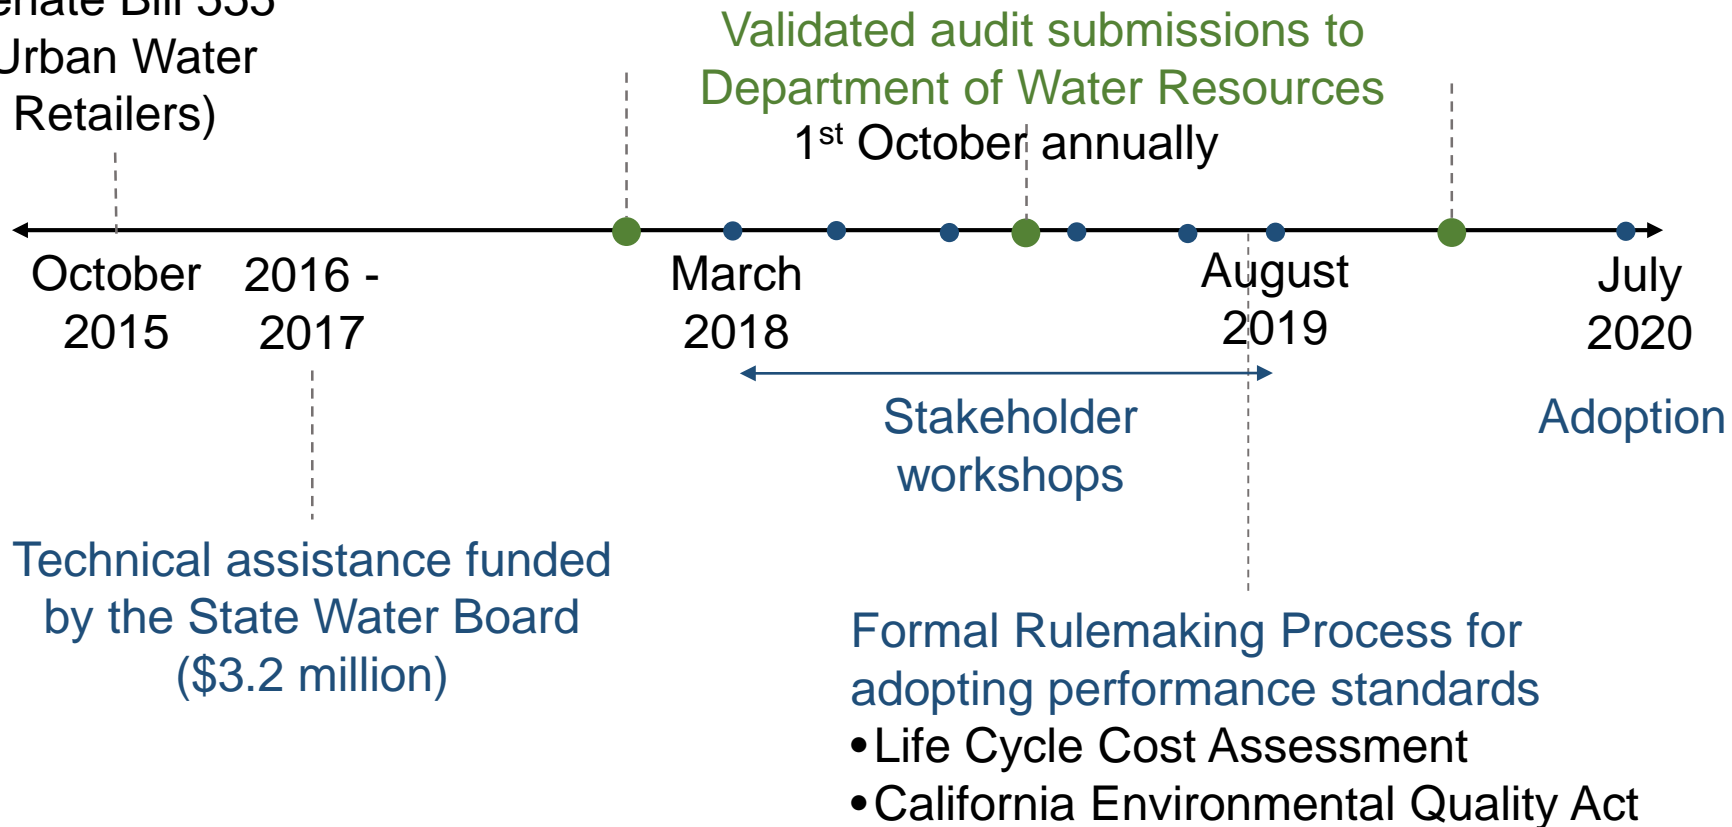 Bill 555
Urban Water
Retailers)
Validated audit submissions to
Department of Water Resources
1st October annually
October
2015
2016 -
2017
March
2018
August
2019
July
2020
Stakeholder
workshops
Adoption
Technical assistance funded
by the State Water Board
($3.2 million)
Formal Rulemaking Process for
adopting performance standards
•Life Cycle Cost Assessment
•California Environmental Quality Act